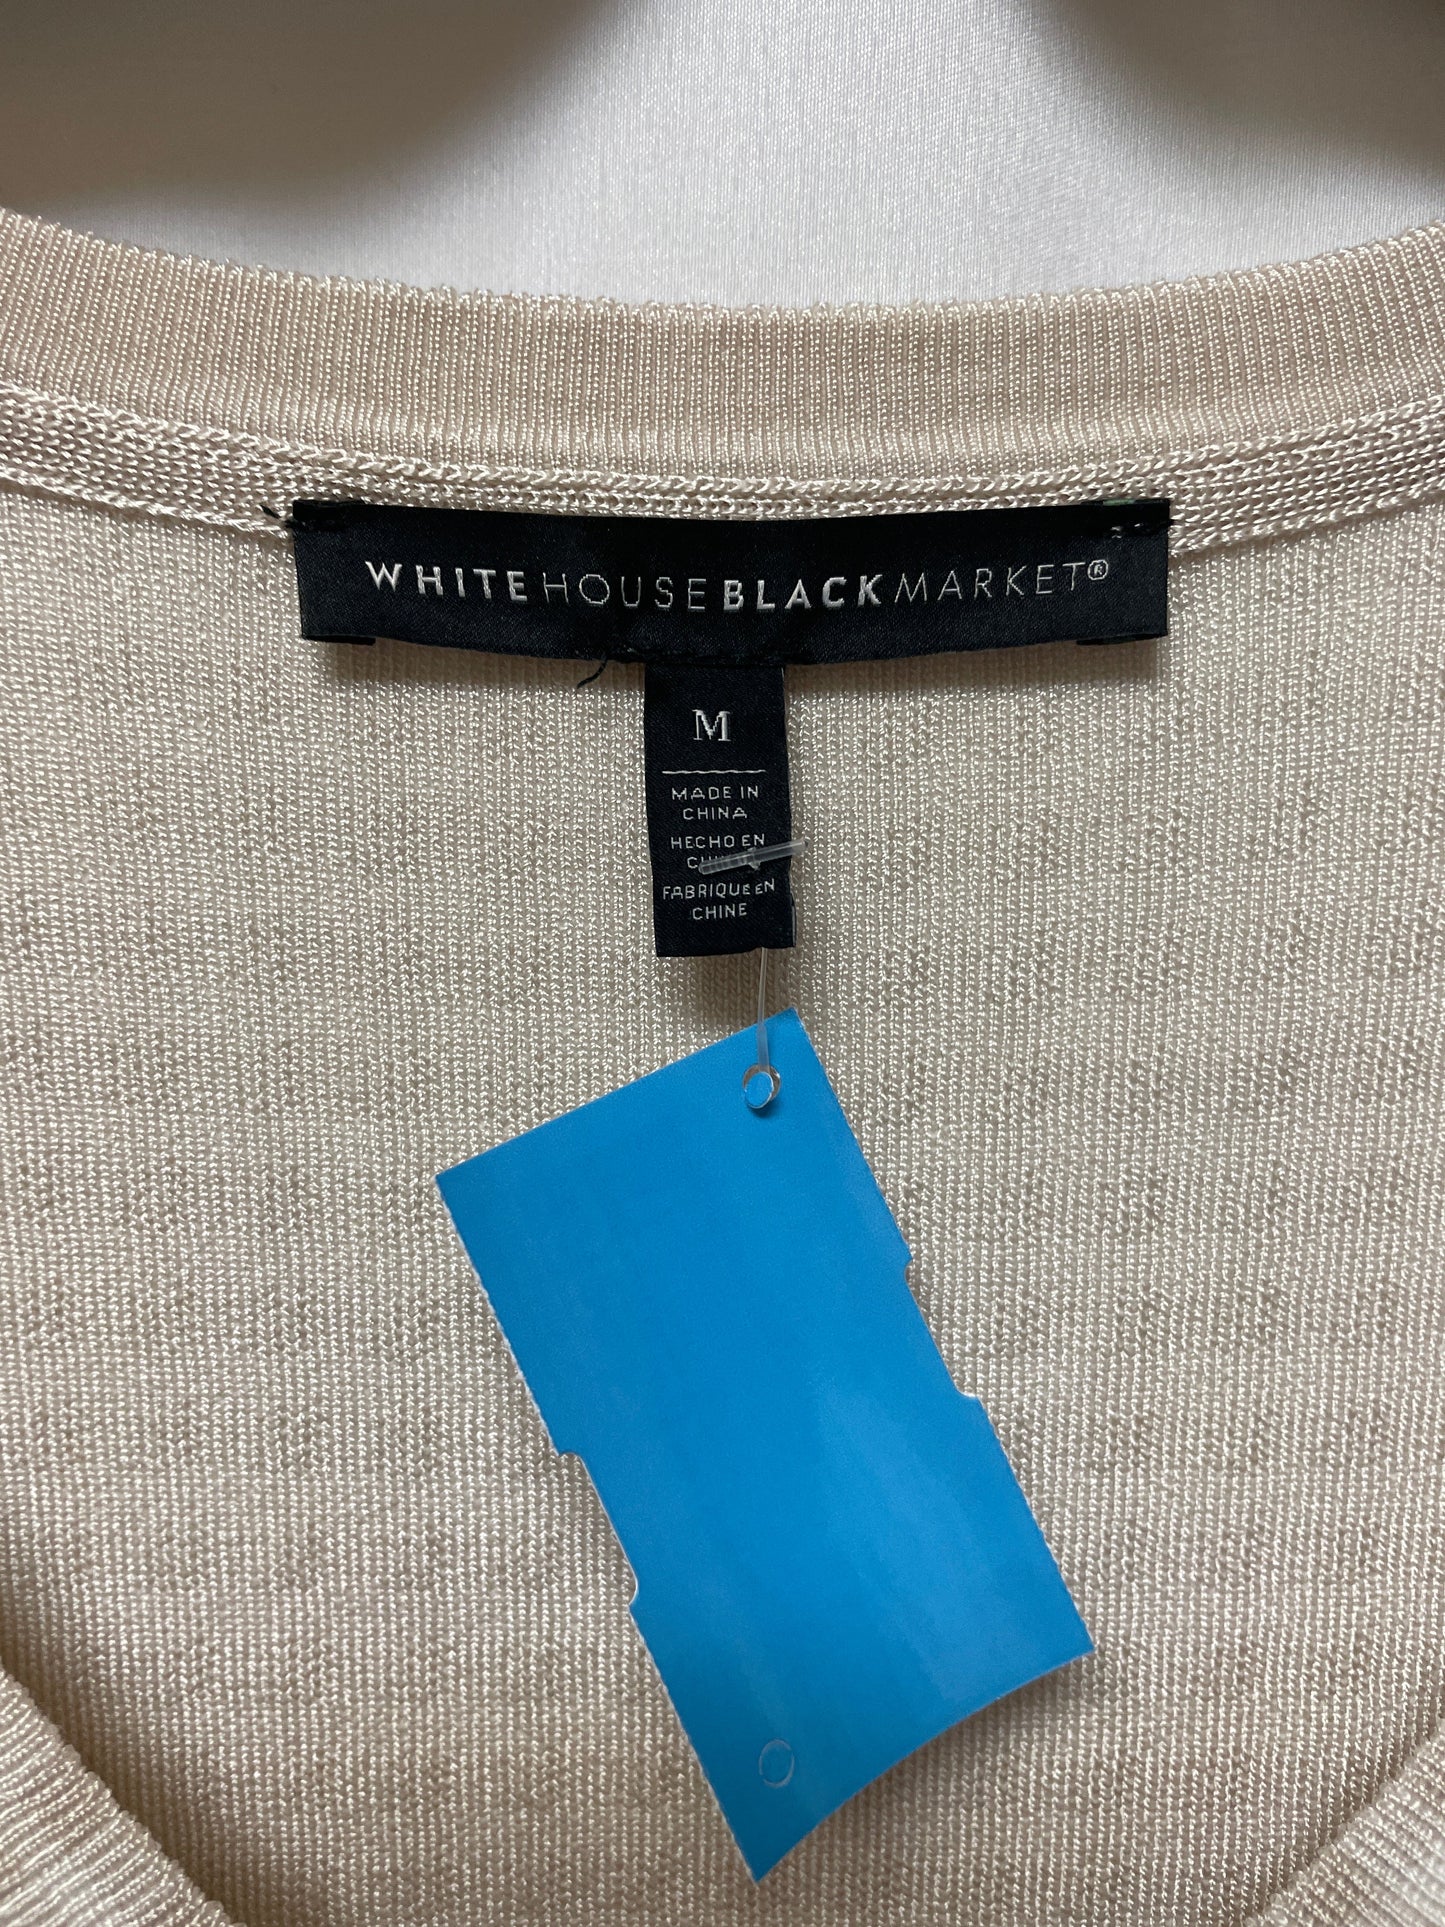 WHITEHOUSEBLACKMARKET®
M
MADE IN
CHINA
HECHO EN
FABRIQUE EN
CHINE